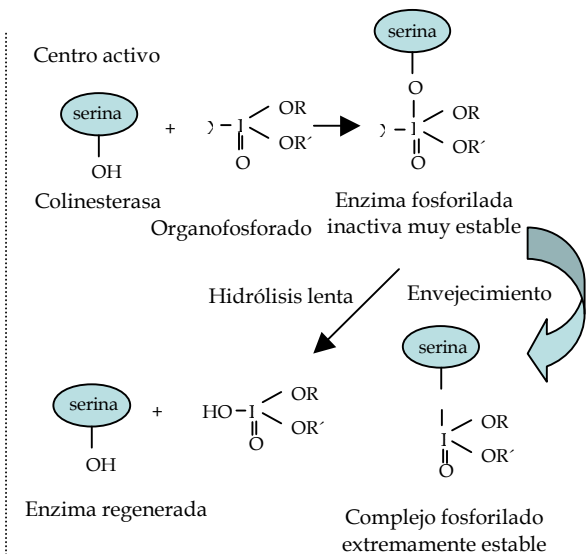 serina
O
OR
I
OR´
O
Centro activo
serina
OH
Colinesterasa
+
I
OR
OR´
O
Organofosforado
Enzima fosforilada
inactiva muy estable
Hidrólisis lenta
Envejecimiento
serina
OH
+
HO
I
OR
OR´
O
Enzima regenerada
serina
I
OR
OR´
O
Complejo fosforilado
extremamente estable